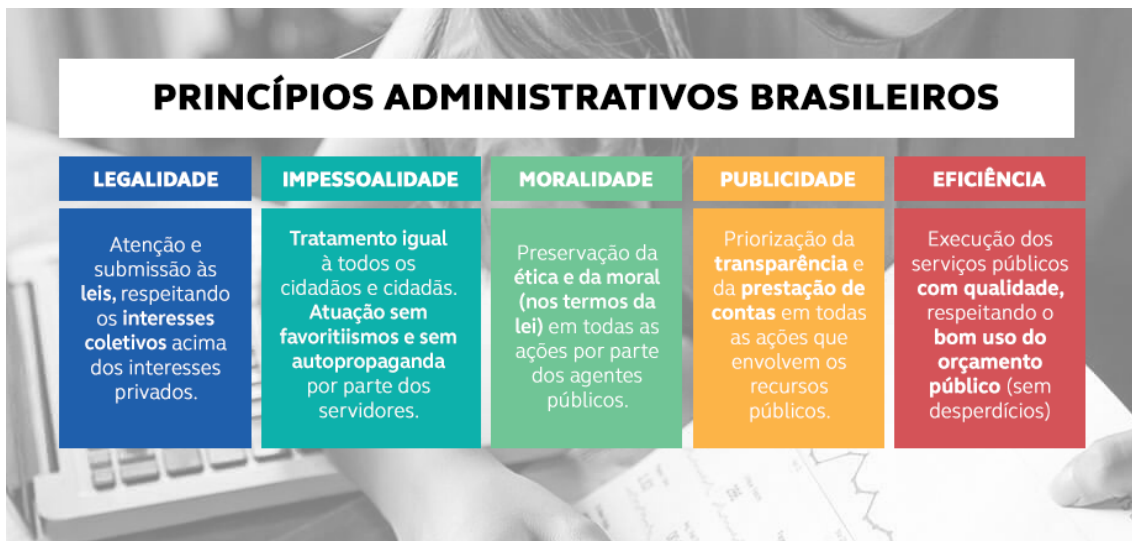 PRINCÍPIOS ADMINISTRATIVOS BRASILEIROS
LEGALIDADE
Atenção e
submissão às
leis, respeitando
os interesses
coletivos acima
dos interesses
privados.
IMPESSOALIDADE
Tratamento igual
à todos os
cidadãos e cidadãs.
Atuação sem
favoritiismos e sem
autopropaganda
por parte dos
servidores.
MORALIDADE
Preservação da
ética e da moral
(nos termos da
lei) em todas as
ações por parte
dos agentes
públicos.
PUBLICIDADE
Priorização da
transparência e
da prestação de
contas em todas
as ações que
envolvem os
recursos
públicos.
EFICIÊNCIA
Execução dos
serviços públicos
com qualidade,
respeitando o
bom uso do
orçamento
público (sem
desperdícios)